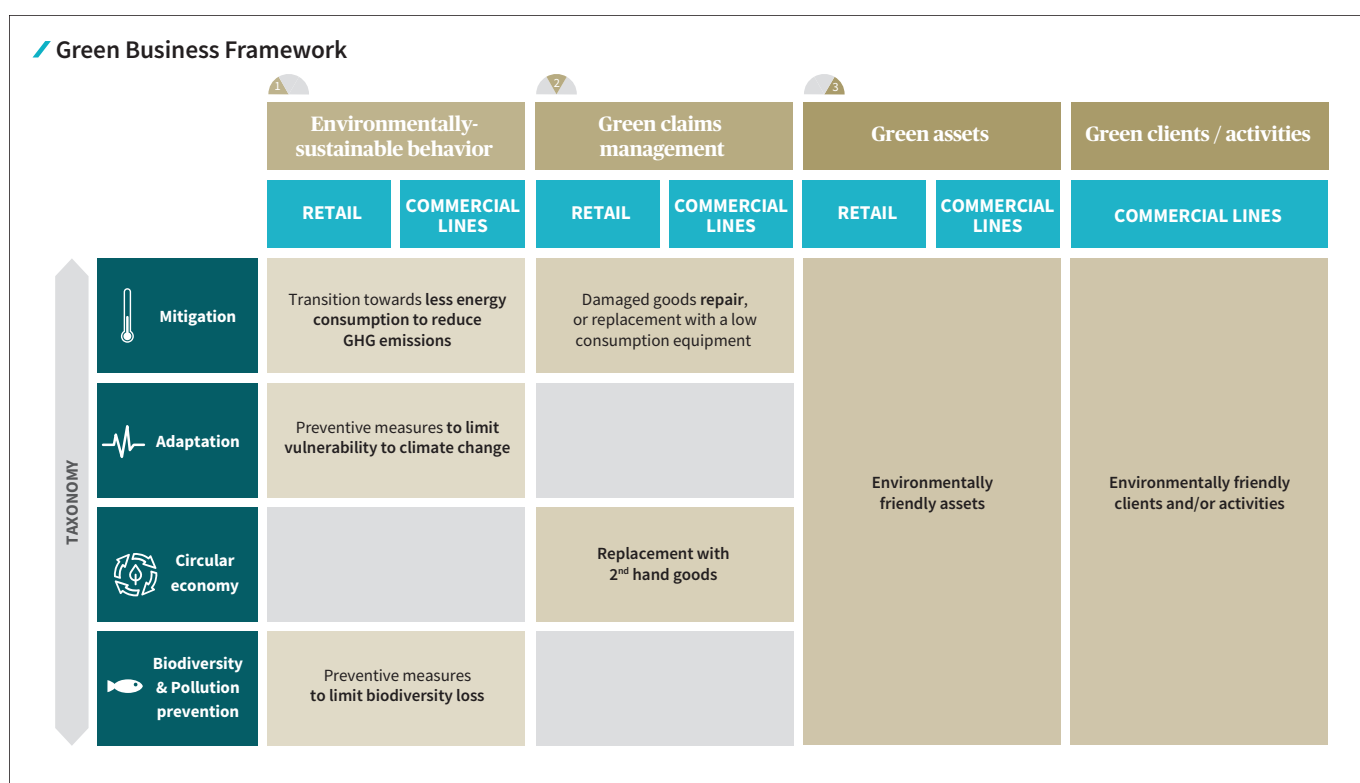 Green Business Framework
1
2
3
Environmentally-
sustainable behavior
Green claims
management
Green assets
Green clients / activities
RETAIL
COMMERCIAL
LINES
RETAIL
COMMERCIAL
LINES
RETAIL
COMMERCIAL
LINES
COMMERCIAL LINES
TAXONOMY
Mitigation
Transition towards less energy
consumption to reduce
GHG emissions
Damaged goods repair,
or replacement with a low
consumption equipment
Adaptation
Preventive measures to limit
vulnerability to climate change
Environmentally
friendly assets
Environmentally friendly
clients and/or activities
Circular
economy
Replacement with
2nd hand goods
Biodiversity
& Pollution
prevention
Preventive measures
to limit biodiversity loss